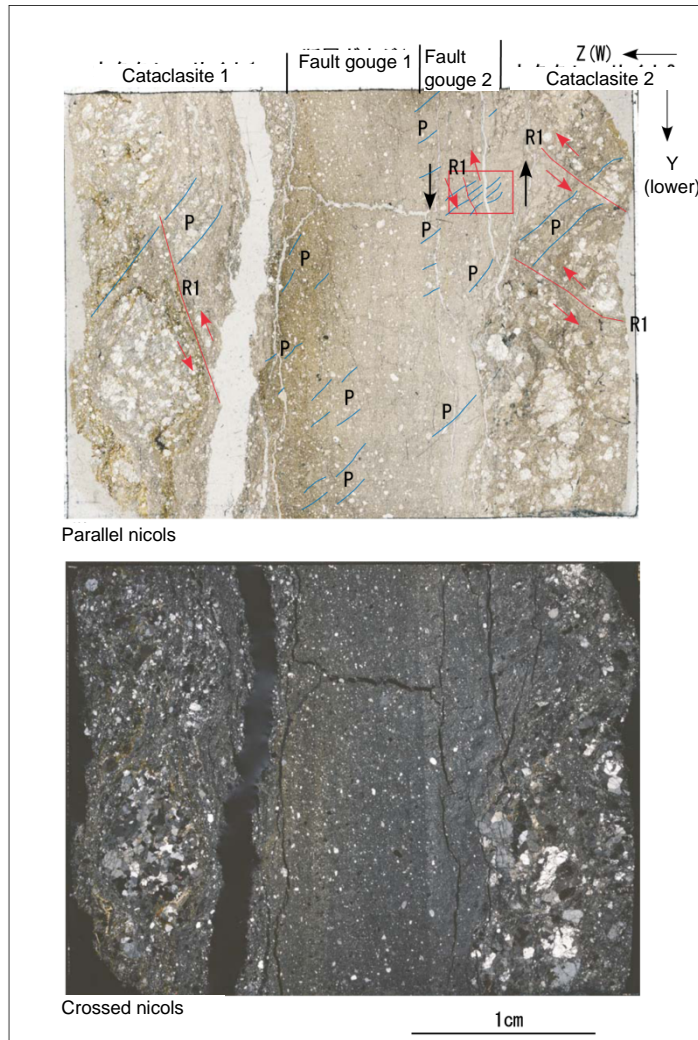 Z(W)
Cataclasite 1
Fault gouge 1
Fault
gouge 2
Cataclasite 2
Y
(lower)
P
R1
R1
P
P
P
P
R1
R1
P
P
P
P
Parallel nicols
Crossed nicols
1cm